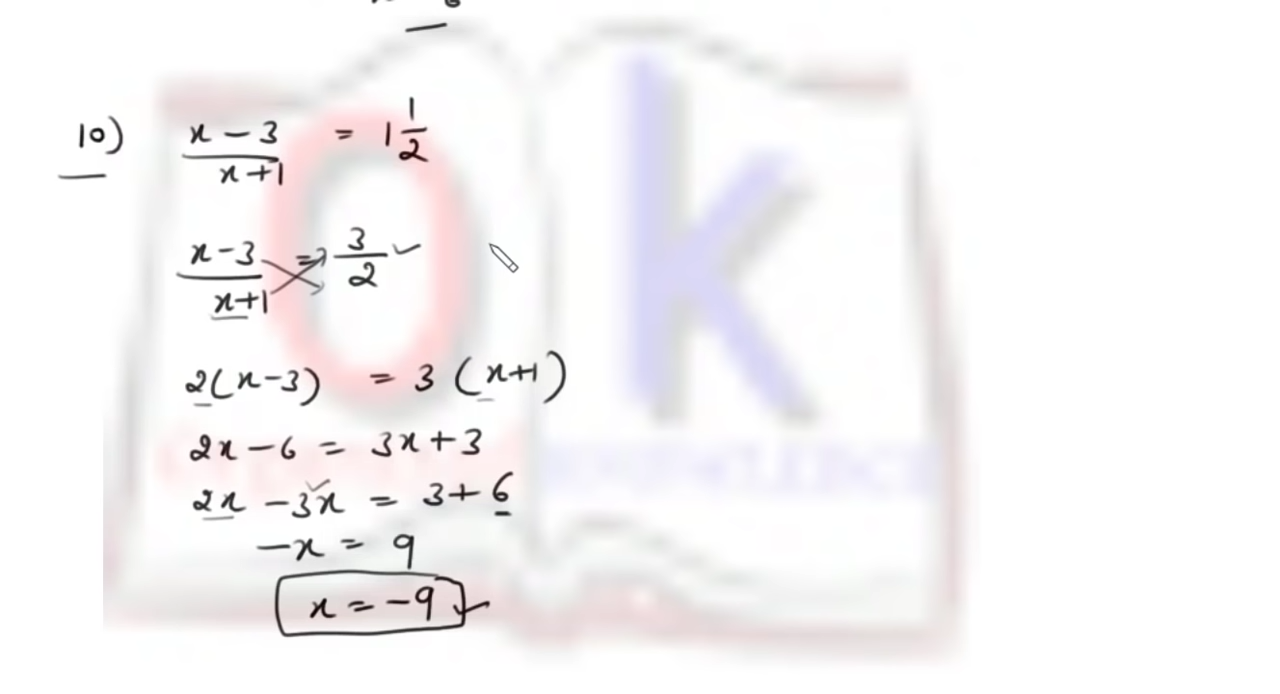 10) x - 3 / x + 1 = 1 1/2
x - 3 / x + 1 => 3 / 2 ✓
2(x - 3) = 3 (x + 1)
2x - 6 = 3x + 3
2x - 3x = 3 + 6
-x = 9
x = -9
Ok